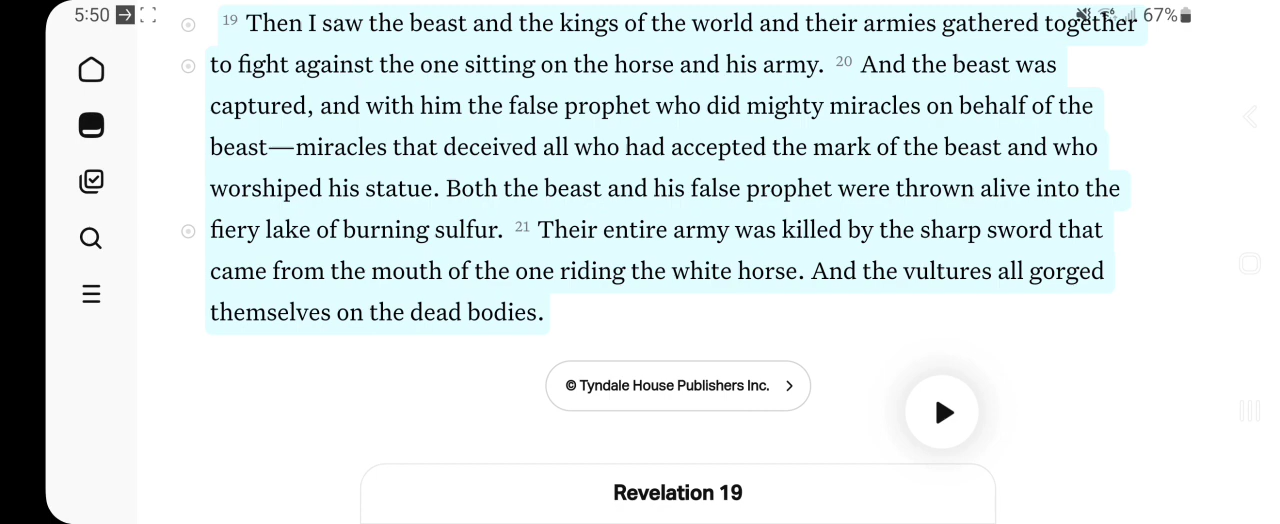 5:50
67%
19 Then I saw the beast and the kings of the world and their armies gathered together
to fight against the one sitting on the horse and his army. 20 And the beast was
captured, and with him the false prophet who did mighty miracles on behalf of the
beast—miracles that deceived all who had accepted the mark of the beast and who
worshiped his statue. Both the beast and his false prophet were thrown alive into the
fiery lake of burning sulfur. 21 Their entire army was killed by the sharp sword that
came from the mouth of the one riding the white horse. And the vultures all gorged
themselves on the dead bodies.
© Tyndale House Publishers Inc.
Revelation 19